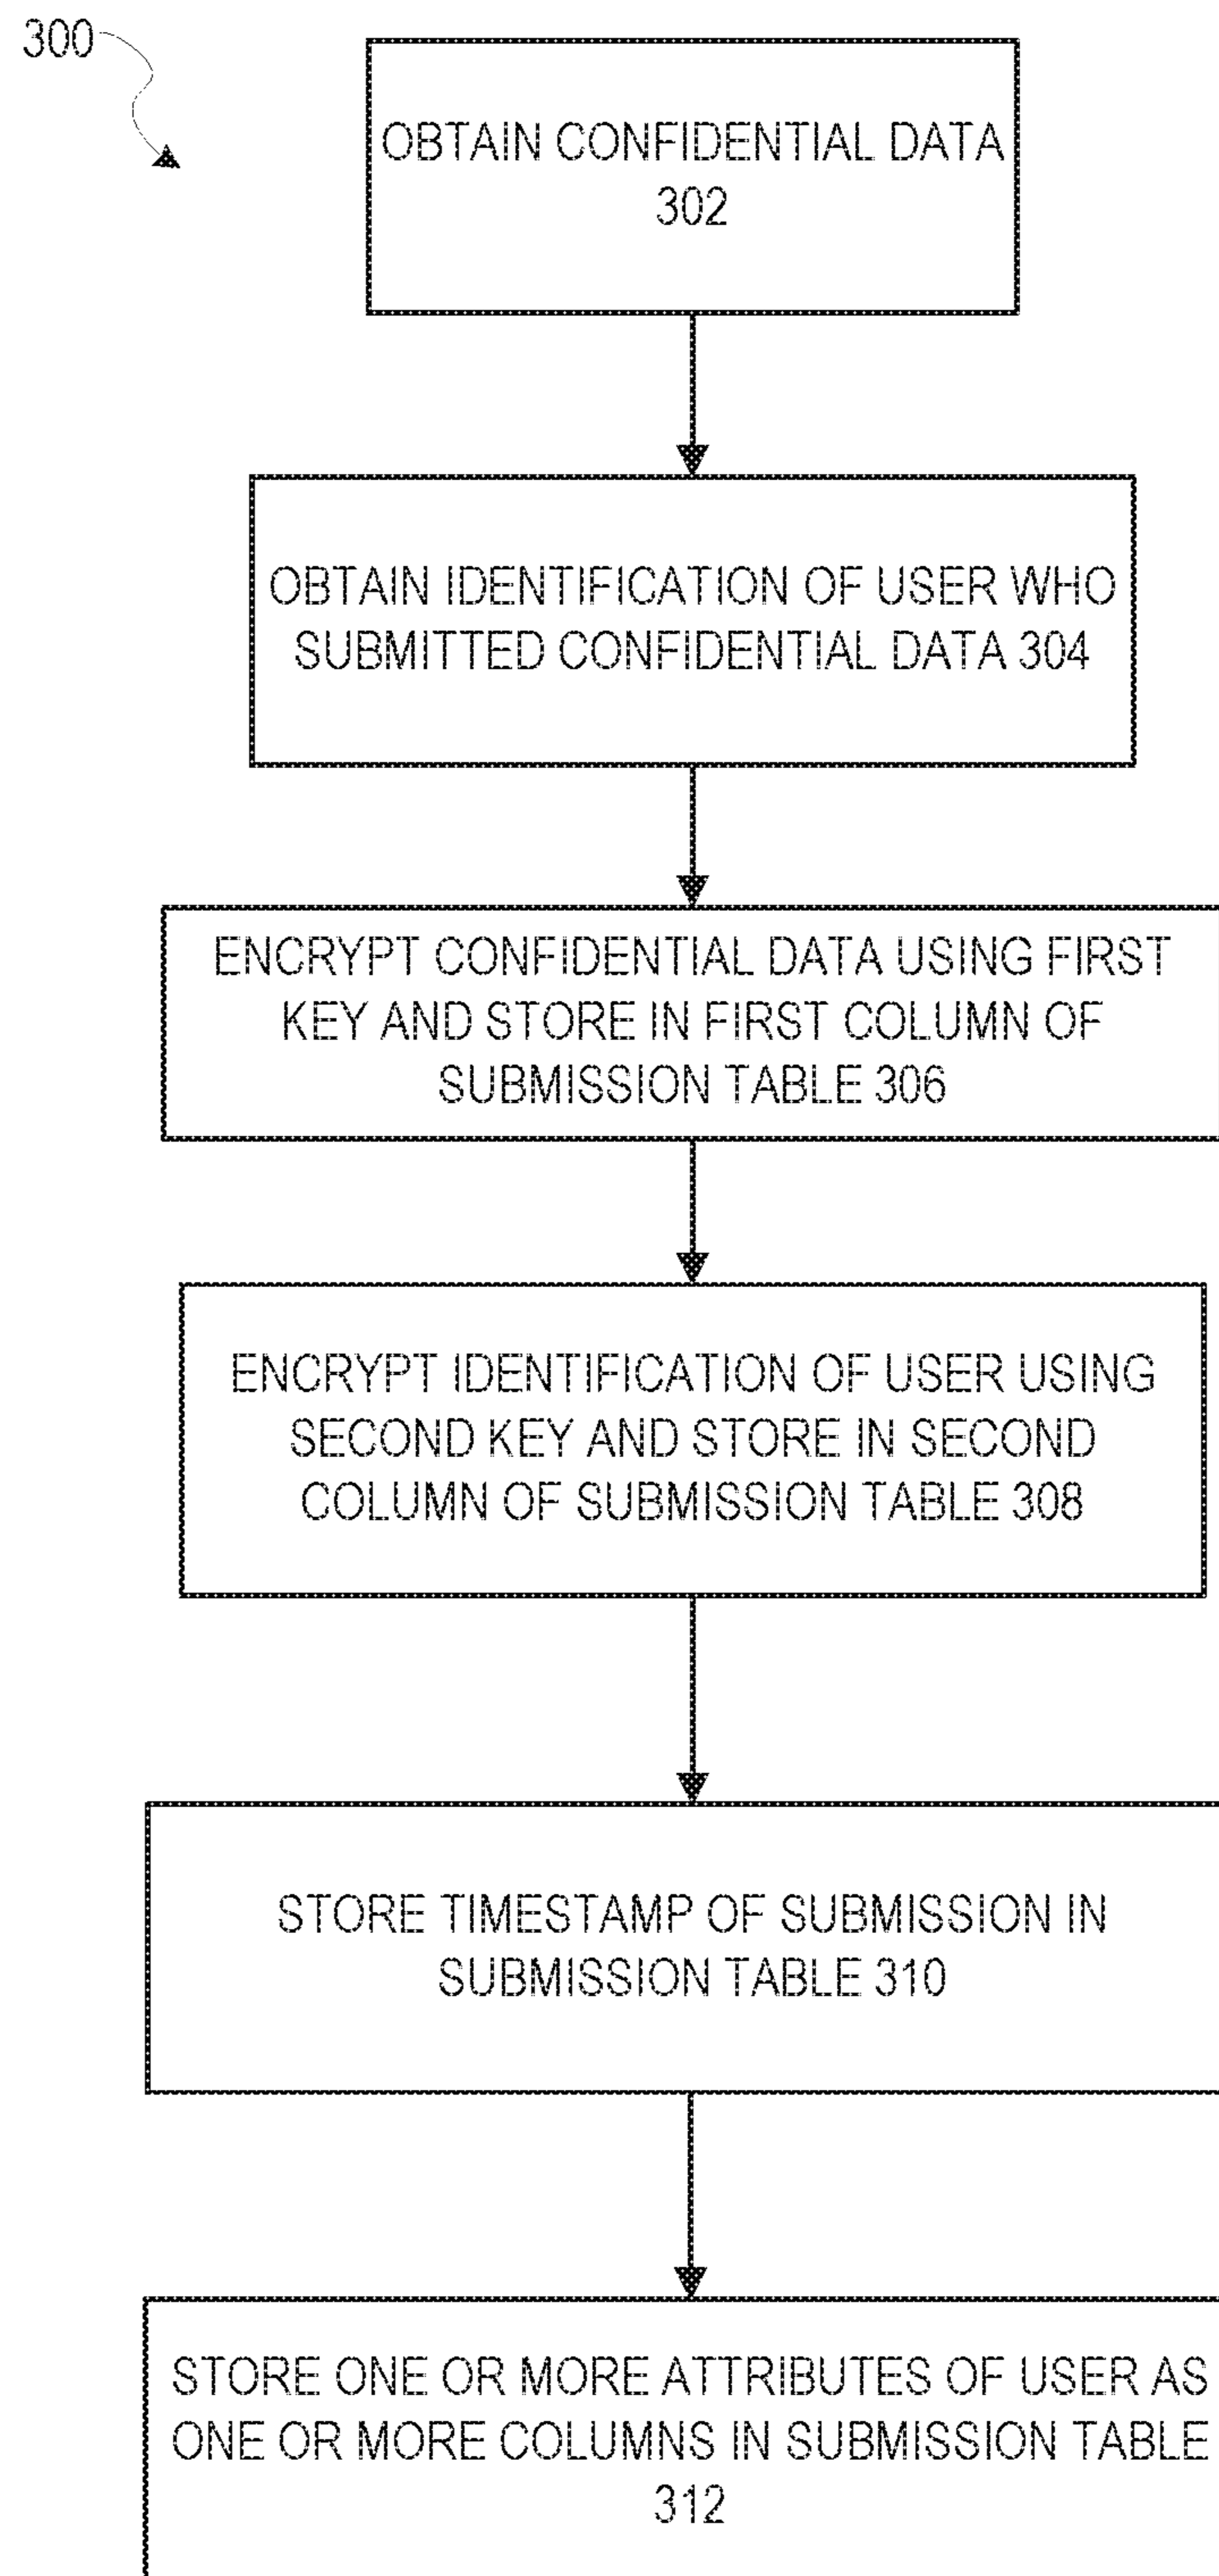 300
OBTAIN CONFIDENTIAL DATA
302
OBTAIN IDENTIFICATION OF USER WHO
SUBMITTED CONFIDENTIAL DATA 304
ENCRYPT CONFIDENTIAL DATA USING FIRST
KEY AND STORE IN FIRST COLUMN OF
SUBMISSION TABLE 306
ENCRYPT IDENTIFICATION OF USER USING
SECOND KEY AND STORE IN SECOND
COLUMN OF SUBMISSION TABLE 308
STORE TIMESTAMP OF SUBMISSION IN
SUBMISSION TABLE 310
STORE ONE OR MORE ATTRIBUTES OF USER AS
ONE OR MORE COLUMNS IN SUBMISSION TABLE
312